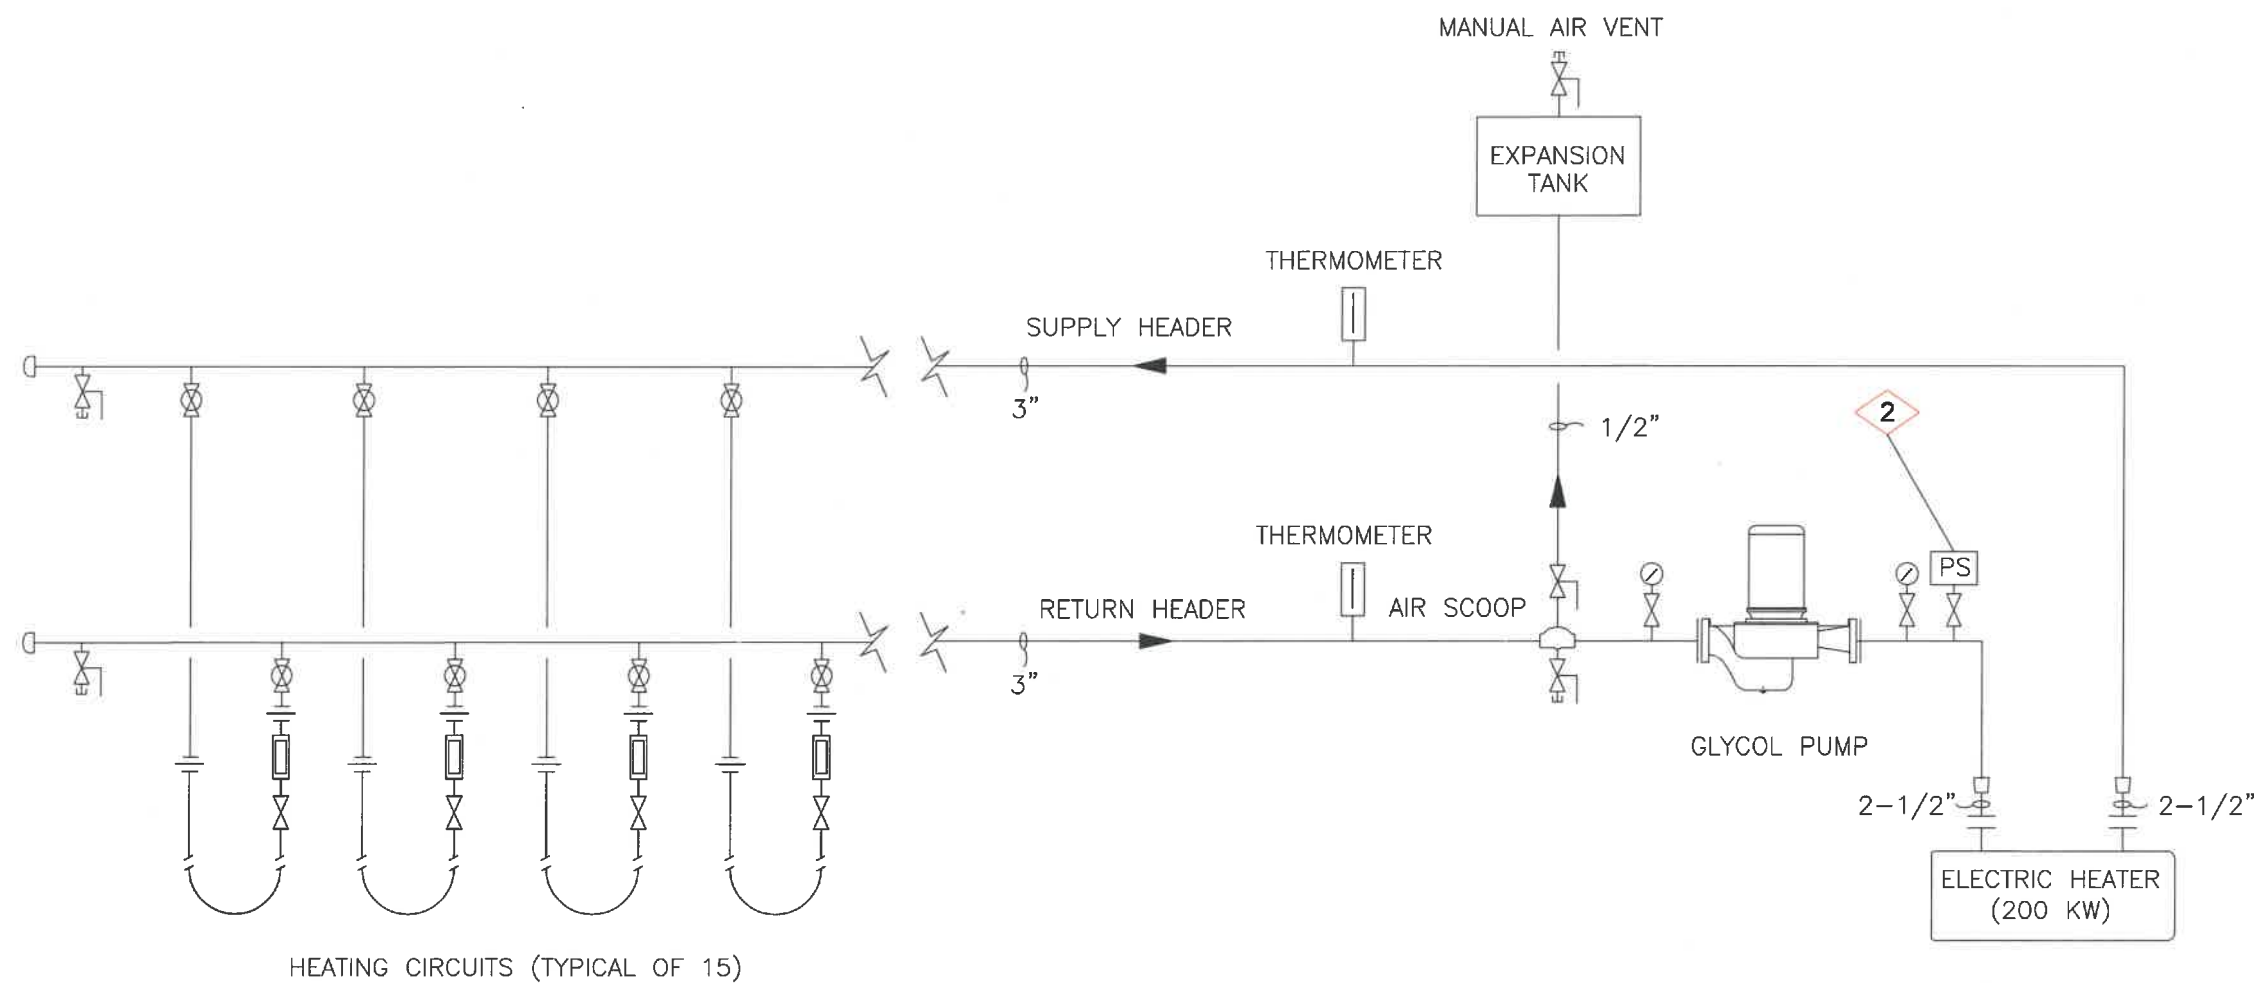 MANUAL AIR VENT
EXPANSION
TANK
THERMOMETER
SUPPLY HEADER
3"
2
1/2"
THERMOMETER
RETURN HEADER
AIR SCOOP
PS
3"
GLYCOL PUMP
2-1/2"
2-1/2"
ELECTRIC HEATER
(200 KW)
HEATING CIRCUITS (TYPICAL OF 15)